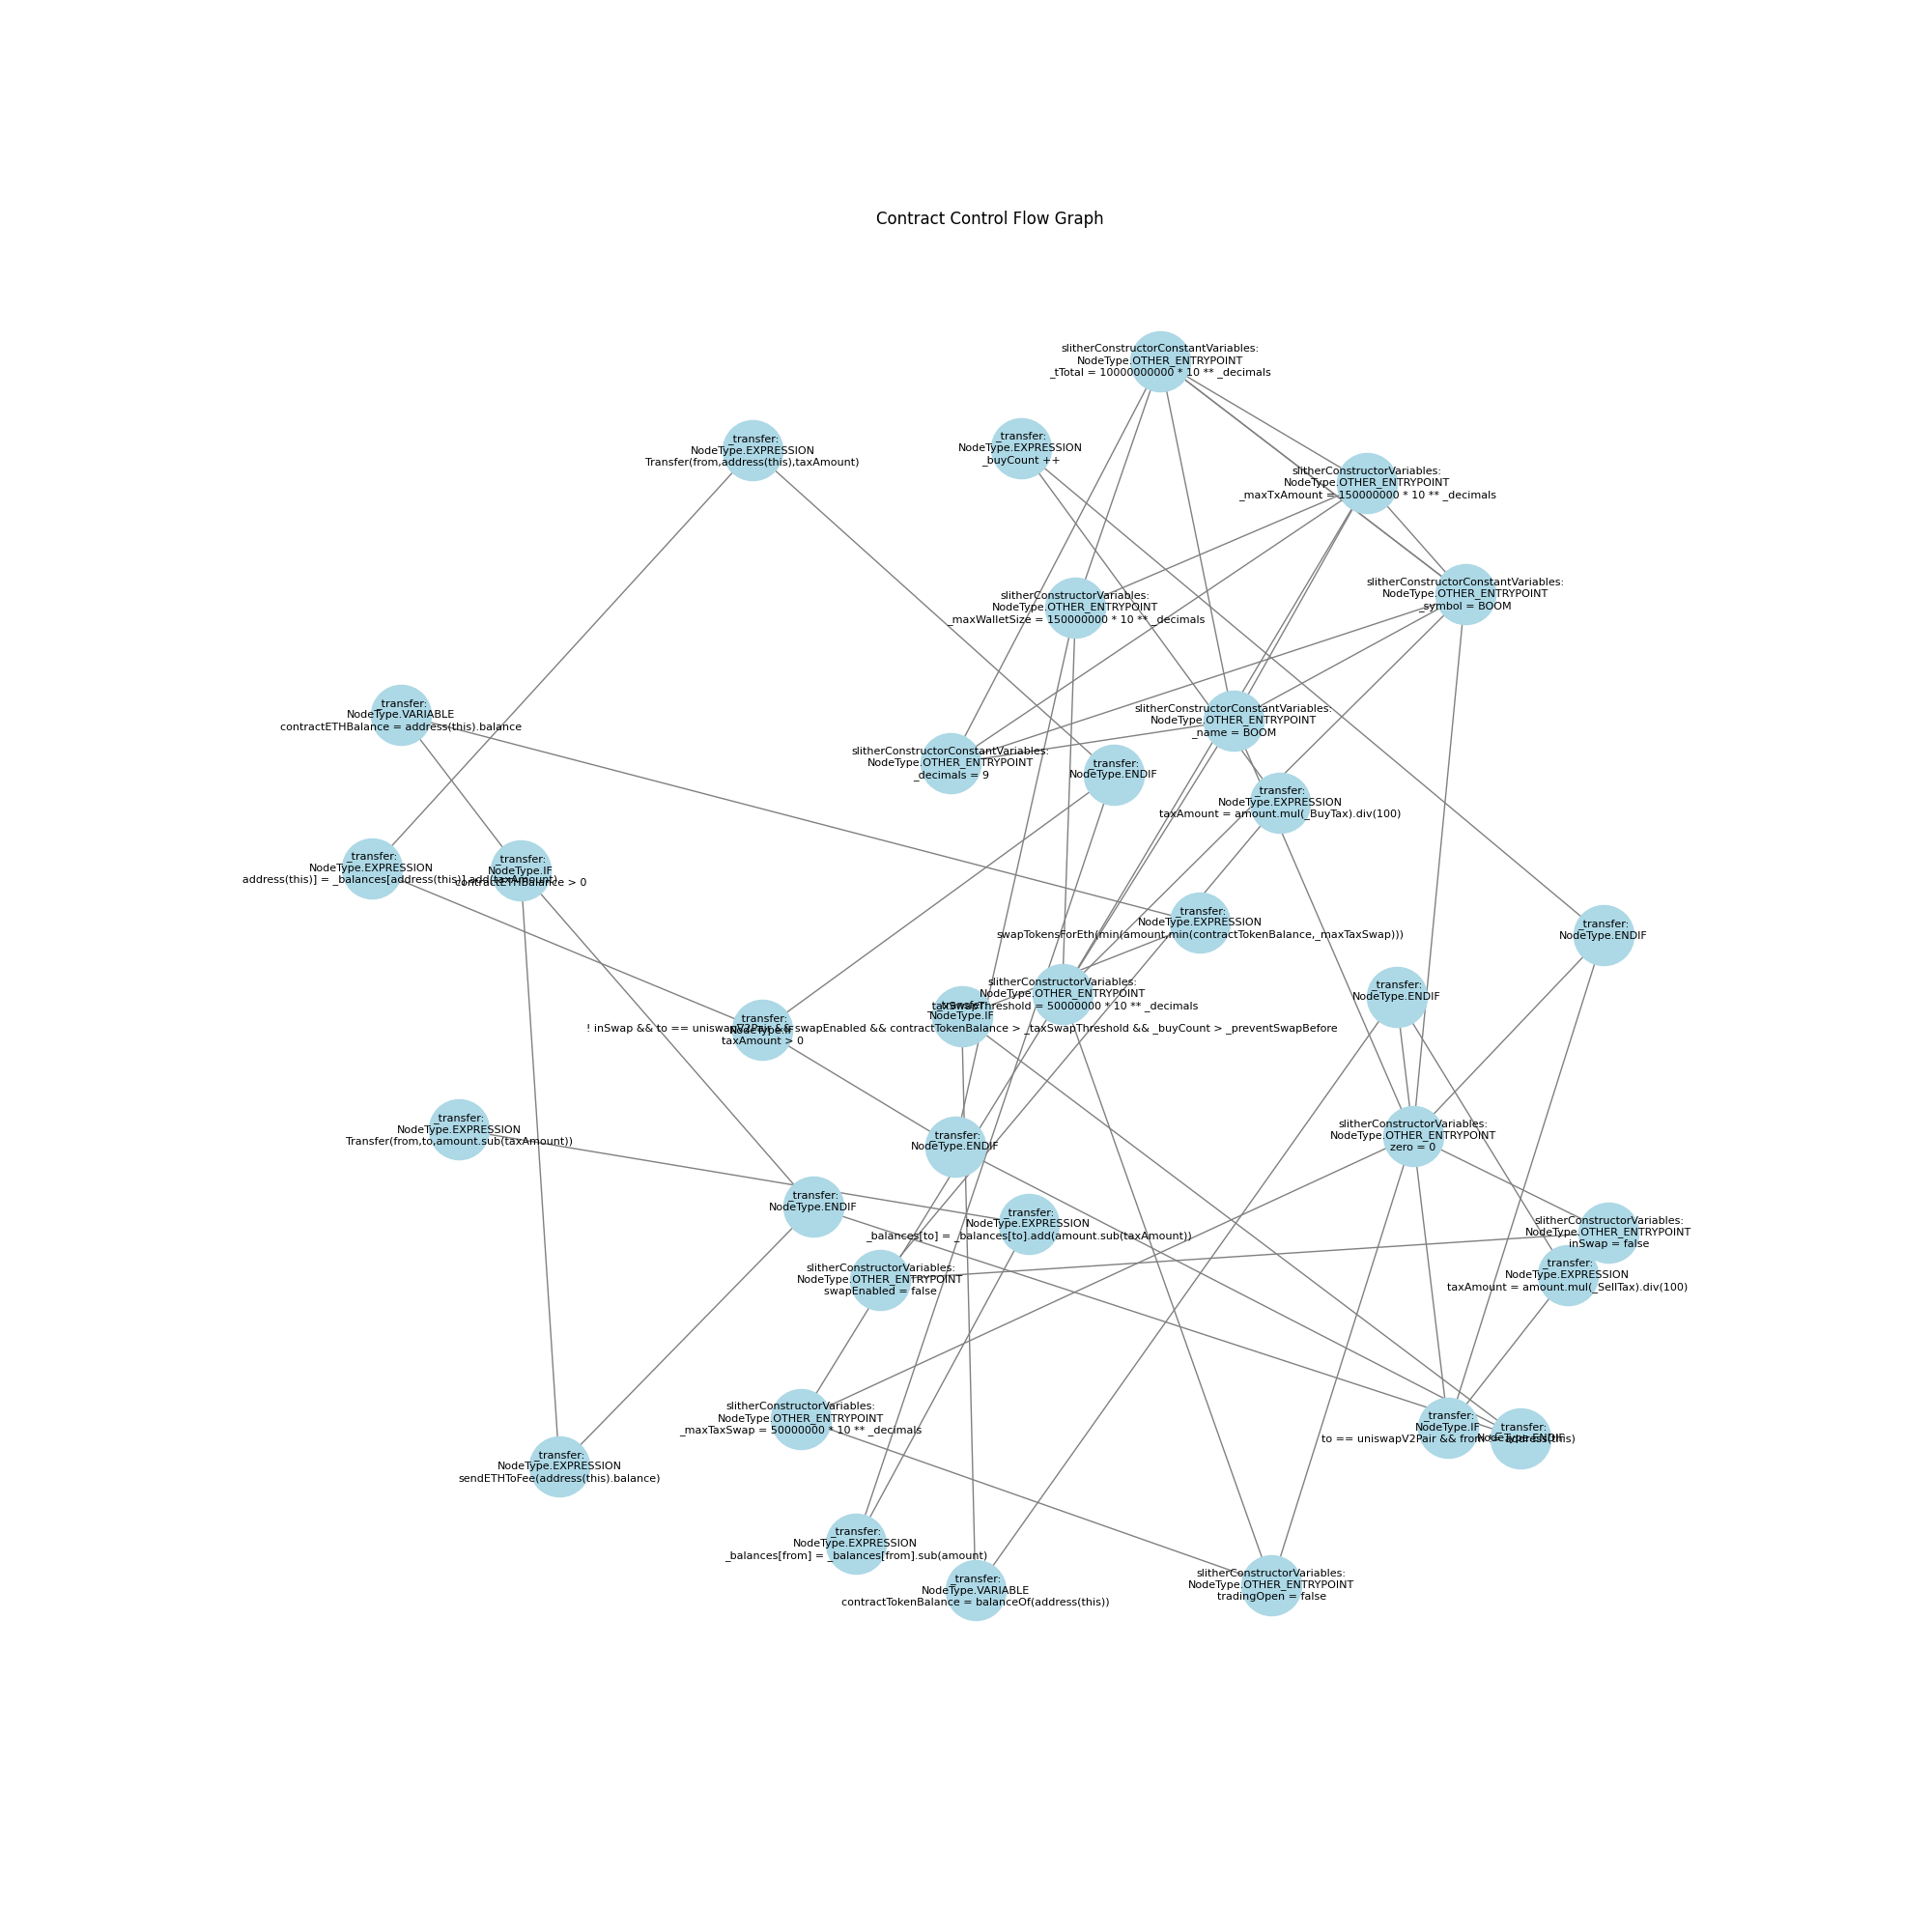 Contract Control Flow Graph
slitherConstructorConstantVariables:
NodeType.OTHER_ENTRYPOINT
_tTotal = 10000000000 * 10 ** _decimals
_transfer:
NodeType.EXPRESSION
Transfer(from,address(this),taxAmount)
_transfer:
NodeType.EXPRESSION
_buyCount ++
slitherConstructorVariables:
NodeType.OTHER_ENTRYPOINT
_maxTxAmount = 150000000 * 10 ** _decimals
slitherConstructorConstantVariables:
NodeType.OTHER_ENTRYPOINT
_symbol = BOOM
slitherConstructorVariables:
NodeType.OTHER_ENTRYPOINT
_maxWalletSize = 150000000 * 10 ** _decimals
_transfer:
NodeType.VARIABLE
contractETHBalance = address(this).balance
slitherConstructorConstantVariables:
NodeType.OTHER_ENTRYPOINT
_name = BOOM
slitherConstructorConstantVariables:
NodeType.OTHER_ENTRYPOINT
_decimals = 9
_transfer:
NodeType.ENDIF
_transfer:
NodeType.EXPRESSION
taxAmount = amount.mul(_BuyTax).div(100)
_transfer:
NodeType.EXPRESSION
address(this)] = _balances[address(this)].add(taxAmount)
_transfer:
NodeType.IF
contractETHBalance > 0
_transfer:
NodeType.EXPRESSION
swapTokensForEth(min(amount,min(contractTokenBalance,_maxTaxSwap)))
_transfer:
NodeType.ENDIF
slitherConstructorVariables:
NodeType.OTHER_ENTRYPOINT
_taxSwapThreshold = 50000000 * 10 ** _decimals
_transfer:
NodeType.ENDIF
_transfer:
NodeType.IF
! inSwap && to == uniswapV2Pair && swapEnabled && contractTokenBalance > _taxSwapThreshold && _buyCount > _preventSwapBefore
_transfer:
NodeType.IF
taxAmount > 0
_transfer:
NodeType.EXPRESSION
Transfer(from,to,amount.sub(taxAmount))
_transfer:
NodeType.ENDIF
slitherConstructorVariables:
NodeType.OTHER_ENTRYPOINT
zero = 0
_transfer:
NodeType.ENDIF
_transfer:
NodeType.EXPRESSION
_balances[to] = _balances[to].add(amount.sub(taxAmount))
slitherConstructorVariables:
NodeType.OTHER_ENTRYPOINT
inSwap = false
slitherConstructorVariables:
NodeType.OTHER_ENTRYPOINT
swapEnabled = false
_transfer:
NodeType.EXPRESSION
taxAmount = amount.mul(_SellTax).div(100)
slitherConstructorVariables:
NodeType.OTHER_ENTRYPOINT
_maxTaxSwap = 50000000 * 10 ** _decimals
_transfer:
NodeType.IF
to == uniswapV2Pair && from != address(this)
_transfer:
NodeType.ENDIF
_transfer:
NodeType.EXPRESSION
sendETHToFee(address(this).balance)
_transfer:
NodeType.EXPRESSION
_balances[from] = _balances[from].sub(amount)
_transfer:
NodeType.VARIABLE
contractTokenBalance = balanceOf(address(this))
slitherConstructorVariables:
NodeType.OTHER_ENTRYPOINT
tradingOpen = false